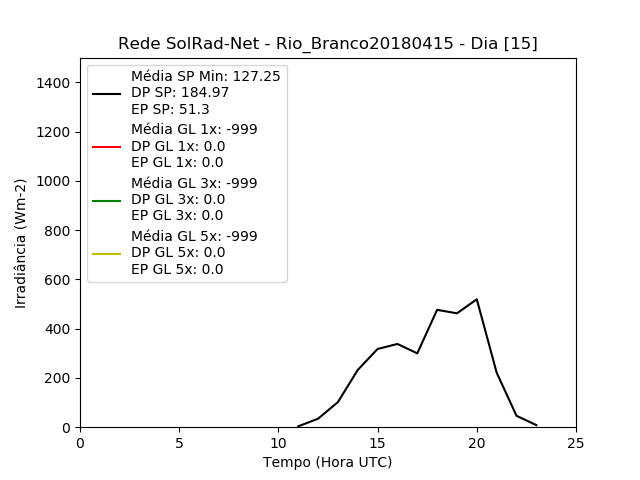 Rede SolRad-Net - Rio_Branco20180415 - Dia [15]
Média SP Min: 127.25
DP SP: 184.97
EP SP: 51.3
Média GL 1x: -999
DP GL 1x: 0.0
EP GL 1x: 0.0
Média GL 3x: -999
DP GL 3x: 0.0
EP GL 3x: 0.0
Média GL 5x: -999
DP GL 5x: 0.0
EP GL 5x: 0.0
Irradiância (Wm-2)
1400
1200
1000
800
600
400
200
0
0 5 10 15 20 25
Tempo (Hora UTC)